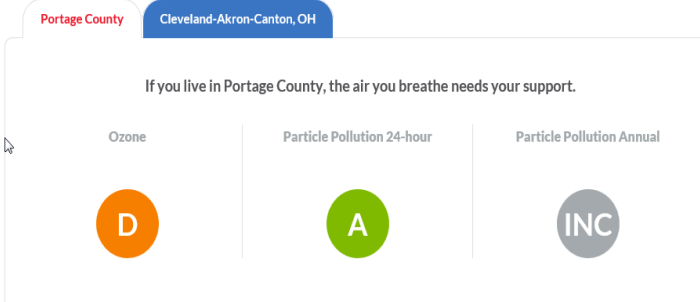 Portage County
Cleveland-Akron-Canton, OH
If you live in Portage County, the air you breathe needs your support.
Ozone
Particle Pollution 24-hour
Particle Pollution Annual
D
A
INC